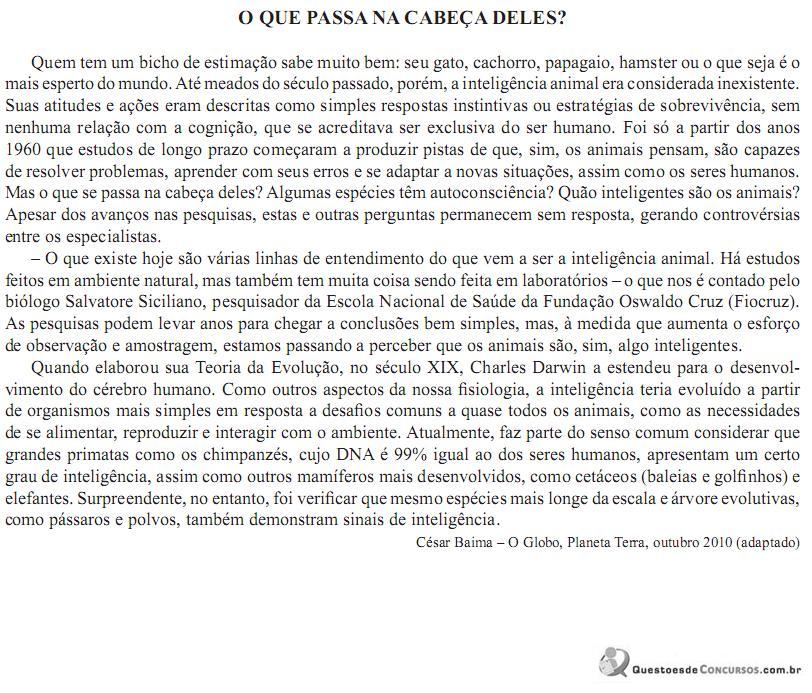 O QUE PASSA NA CABEÇA DELES?
Quem tem um bicho de estimação sabe muito bem: seu gato, cachorro, papagaio, hamster ou o que seja é o
mais esperto do mundo. Até meados do século passado, porém, a inteligência animal era considerada inexistente.
Suas atitudes e ações eram descritas como simples respostas instintivas ou estratégias de sobrevivência, sem
nenhuma relação com a cognição, que se acreditava ser exclusiva do ser humano. Foi só a partir dos anos
1960 que estudos de longo prazo começaram a produzir pistas de que, sim, os animais pensam, são capazes
de resolver problemas, aprender com seus erros e se adaptar a novas situações, assim como os seres humanos.
Mas o que se passa na cabeça deles? Algumas espécies têm autoconsciência? Quão inteligentes são os animais?
Apesar dos avanços nas pesquisas, estas e outras perguntas permanecem sem resposta, gerando controvérsias
entre os especialistas.
– O que existe hoje são várias linhas de entendimento do que vem a ser a inteligência animal. Há estudos
feitos em ambiente natural, mas também tem muita coisa sendo feita em laboratórios – o que nos é contado pelo
biólogo Salvatore Siciliano, pesquisador da Escola Nacional de Saúde da Fundação Oswaldo Cruz (Fiocruz).
As pesquisas podem levar anos para chegar a conclusões bem simples, mas, à medida que aumenta o esforço
de observação e amostragem, estamos passando a perceber que os animais são, sim, algo inteligentes.
Quando elaborou sua Teoria da Evolução, no século XIX, Charles Darwin a estendeu para o desenvol-
vimento do cérebro humano. Como outros aspectos da nossa fisiologia, a inteligência teria evoluído a partir
de organismos mais simples em resposta a desafios comuns a quase todos os animais, como as necessidades
de se alimentar, reproduzir e interagir com o ambiente. Atualmente, faz parte do senso comum considerar que
grandes primatas como os chimpanzés, cujo DNA é 99% igual ao dos seres humanos, apresentam um certo
grau de inteligência, assim como outros mamíferos mais desenvolvidos, como cetáceos (baleias e golfinhos) e
elefantes. Surpreendente, no entanto, foi verificar que mesmo espécies mais longe da escala e árvore evolutivas,
como pássaros e polvos, também demonstram sinais de inteligência.
César Baima – O Globo, Planeta Terra, outubro 2010 (adaptado)
QuestoesdeCONCURSOS.com.br